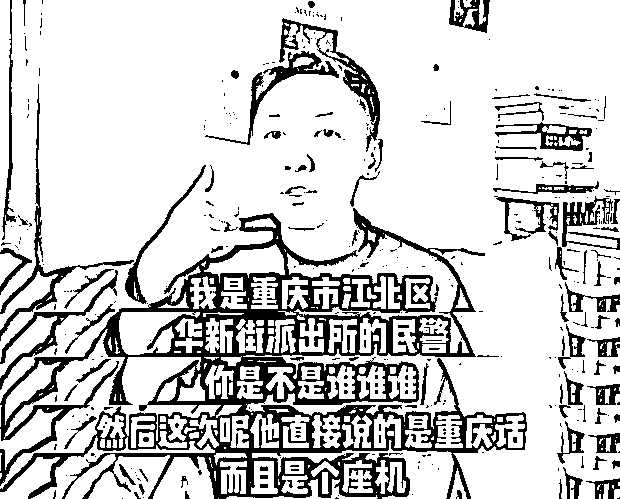 MATISSE
我是重庆市江北区
华新街派出所的民警
你是不是谁谁谁
然后这次呢他直接说的是重庆话
而且是个座机